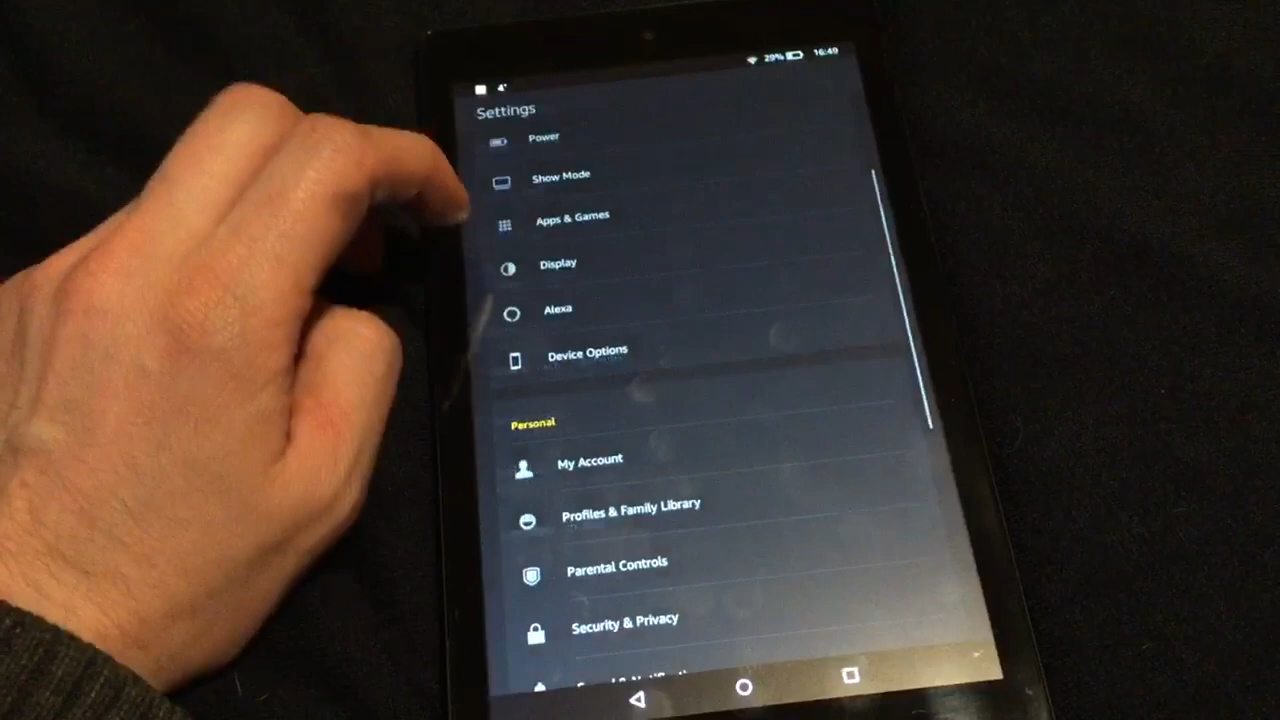 4°
29%
16:49
Settings
Power
Show Mode
Apps & Games
Display
Alexa
Device Options
Personal
My Account
Profiles & Family Library
Parental Controls
Security & Privacy